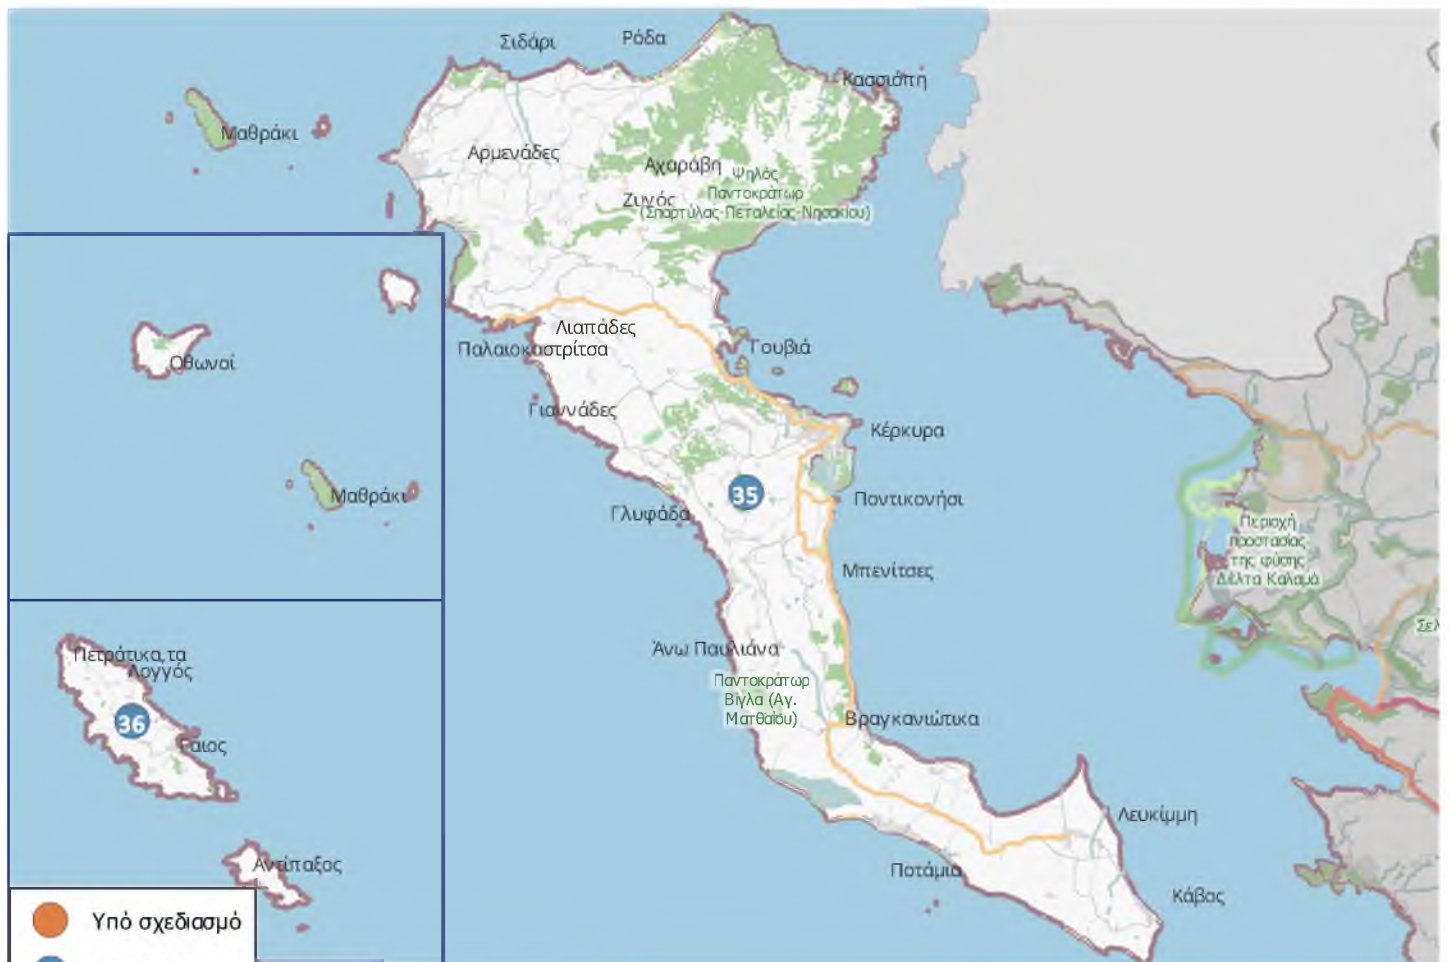 Σιδάρι
Ρόδα
Κασσιόπη
Μαθράκι
Αρμενάδες
Αχαράβη
Ψηλός
Παντοκράτωρ
(Σπαρτύλας-Πεταλείας-Νησακίου)
Ζυγός
Λιαπάδες
Παλαιοκαστρίτσα
Γουβιά
Οθωνοί
Γιαννάδες
Κέρκυρα
Μαθράκι
35
Ποντικονήσι
Γλυφάδα
Περιοχή
προστασίας
της φύσης
Δέλτα Καλαμά
Μπενίτσες
Σελ
Πετράτικα, τα
Λογγός
Άνω Παυλιάνα
Παντοκράτωρ
Βίγλα (Αγ.
Ματθαίου)
36
Γαιος
Βραγκανιώτικα
Λευκίμμη
Αντίπαξος
Ποτάμια
Κάβος
Υπό σχεδιασμό